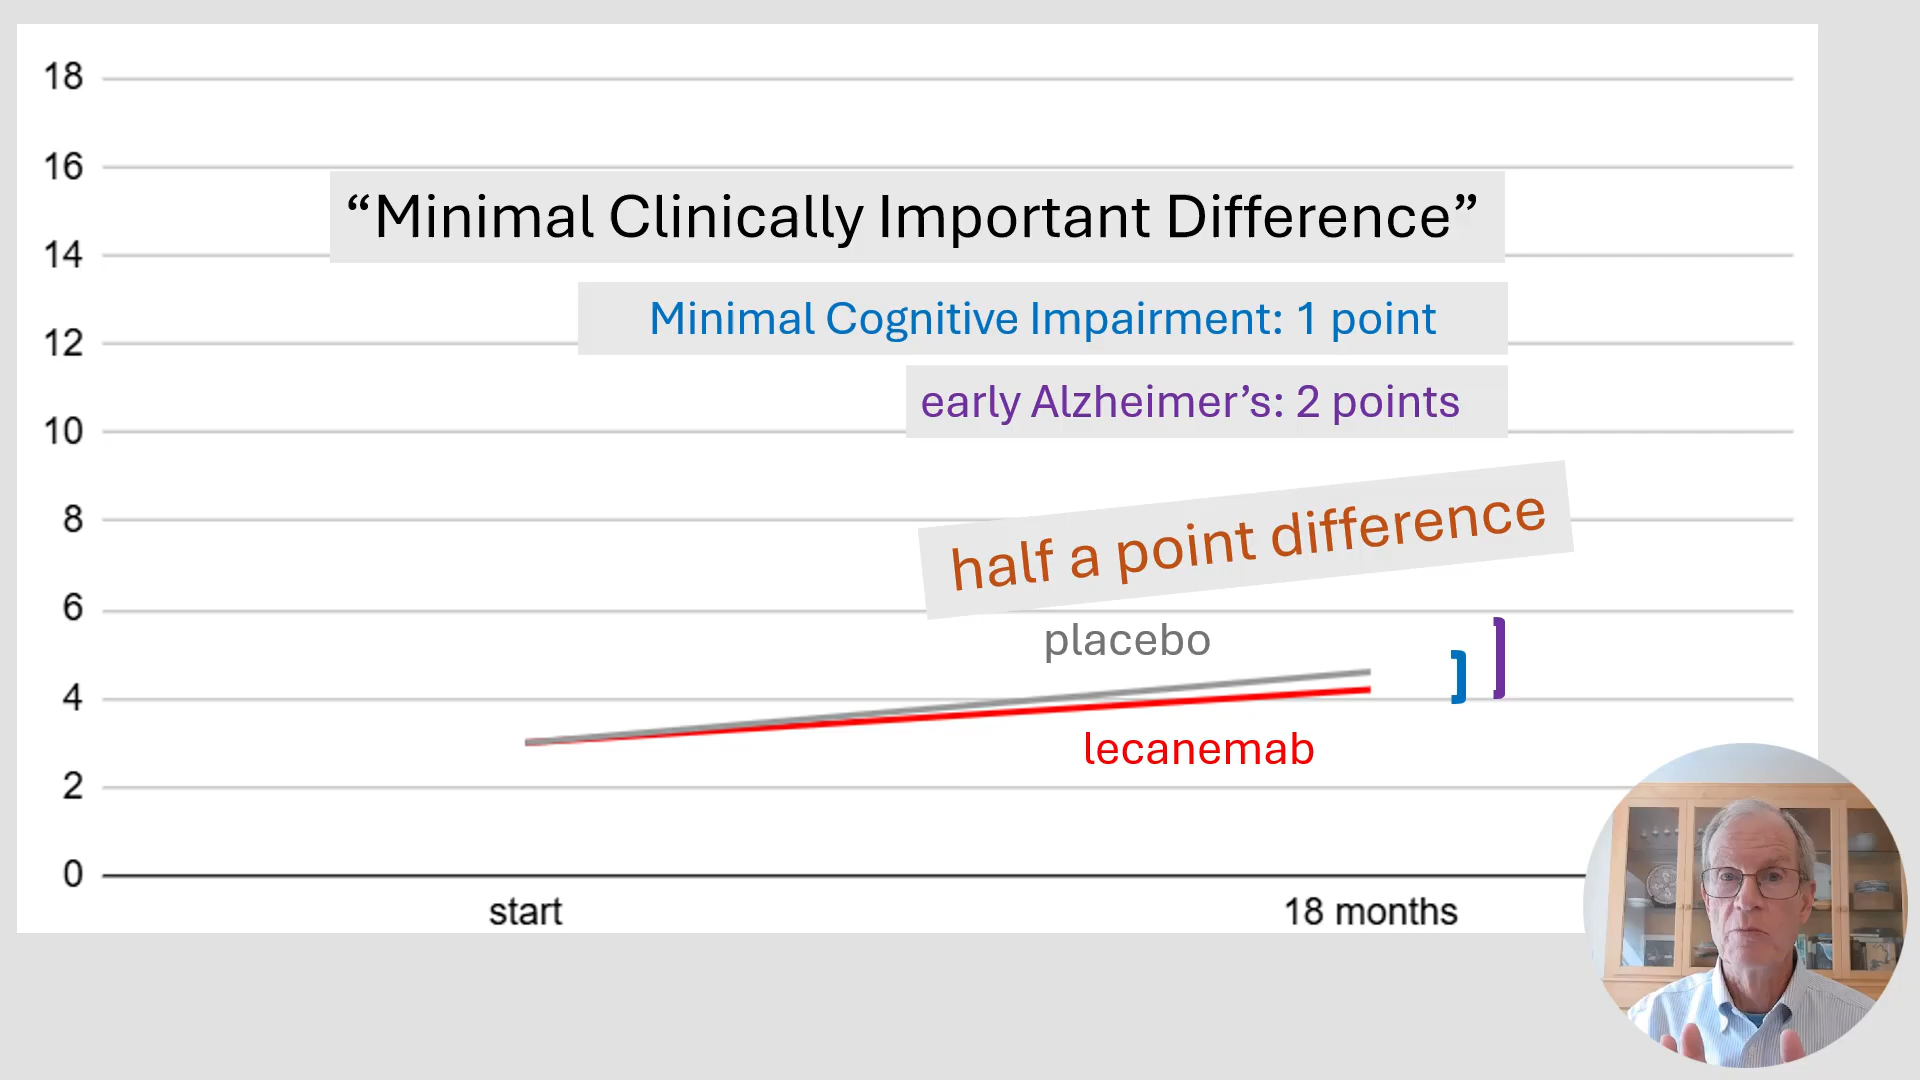 18
16
“Minimal Clinically Important Difference”
14
Minimal Cognitive Impairment: 1 point
12
early Alzheimer’s: 2 points
10
half a point difference
8
6
placebo
4
lecanemab
2
0
start
18 months